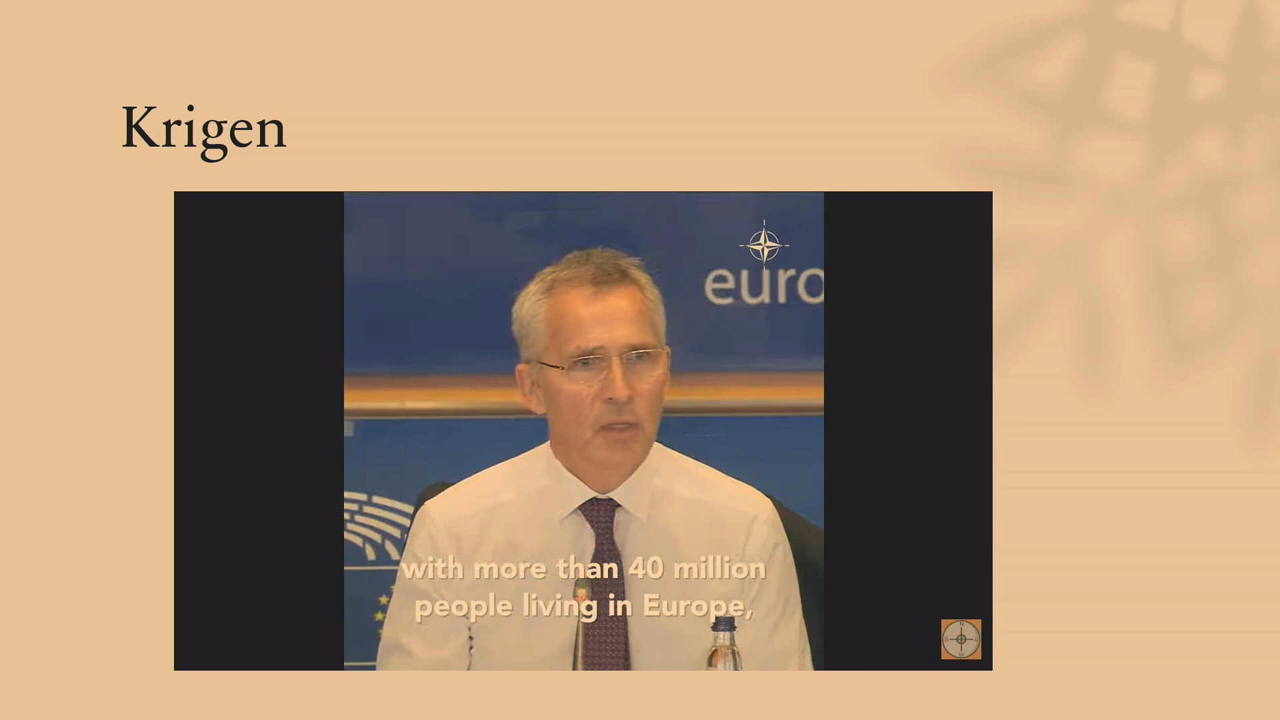 Krigen
euro
with more than 40 million
people living in Europe,